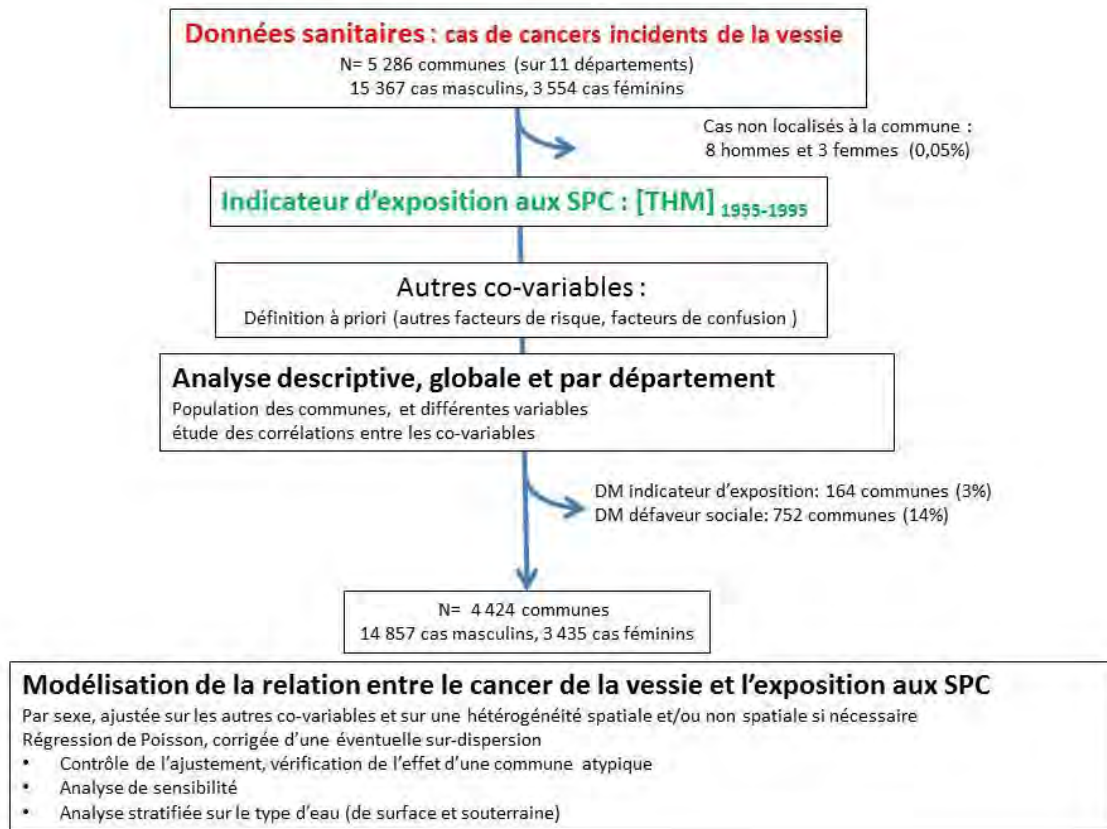 Données sanitaires : cas de cancers incidents de la vessie
N= 5 286 communes (sur 11 départements)
15 367 cas masculins, 3 554 cas féminins
Cas non localisés à la commune :
8 hommes et 3 femmes (0,05%)
Indicateur d'exposition aux SPC : [THM] 1955-1995
Autres co-variables :
Définition à priori (autres facteurs de risque, facteurs de confusion )
Analyse descriptive, globale et par département
Population des communes, et différentes variables
étude des corrélations entre les co-variables
DM indicateur d'exposition: 164 communes (3%)
DM défaveur sociale: 752 communes (14%)
N= 4 424 communes
14 857 cas masculins, 3 435 cas féminins
Modélisation de la relation entre le cancer de la vessie et l'exposition aux SPC
Par sexe, ajustée sur les autres co-variables et sur une hétérogénéité spatiale et/ou non spatiale si nécessaire
Régression de Poisson, corrigée d'une éventuelle sur-dispersion
• Contrôle de l'ajustement, vérification de l'effet d'une commune atypique
• Analyse de sensibilité
• Analyse stratifiée sur le type d'eau (de surface et souterraine)